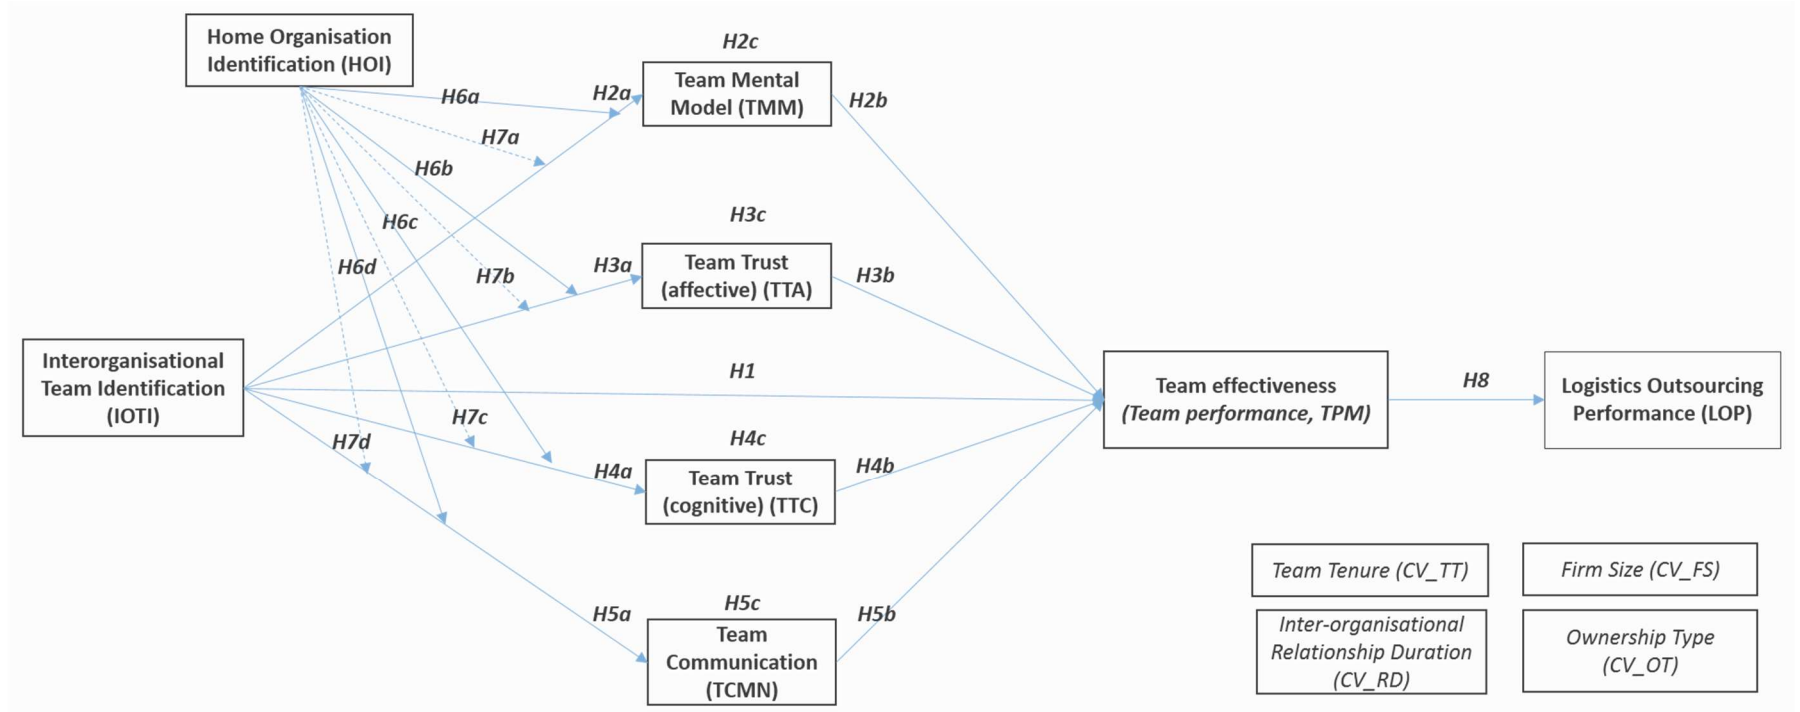 Home Organisation
Identification (HOI)
H2c
Team Mental
Model (TMM)
H6a
H2a
H2b
H7a
H6b
H6c
H3c
H6d
H7b
H3a
Team Trust
(affective) (TTA)
H3b
Interorganisational
Team Identification
(IOTI)
H1
Team effectiveness
(Team performance, TPM)
H8
Logistics Outsourcing
Performance (LOP)
H7c
H7d
H4c
H4a
Team Trust
(cognitive) (TTC)
H4b
H5a
H5c
Team
Communication
(TCMN)
H5b
Team Tenure (CV_TT)
Firm Size (CV_FS)
Inter-organisational
Relationship Duration
(CV_RD)
Ownership Type
(CV_OT)